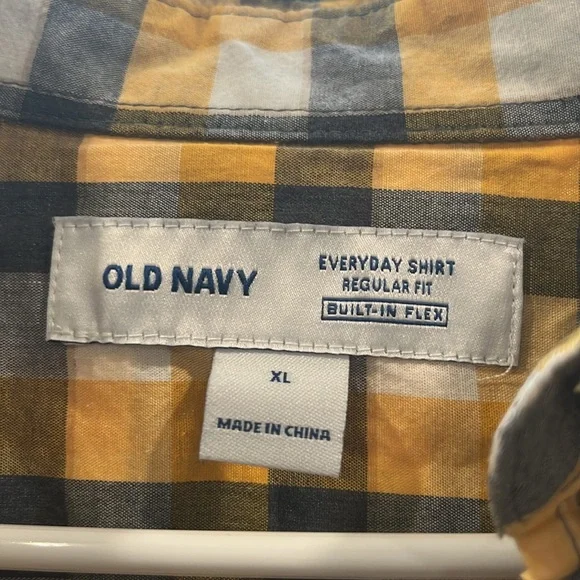 OLD NAVY
EVERYDAY SHIRT
REGULAR FIT
BUILT-IN FLEX
XL
MADE IN CHINA